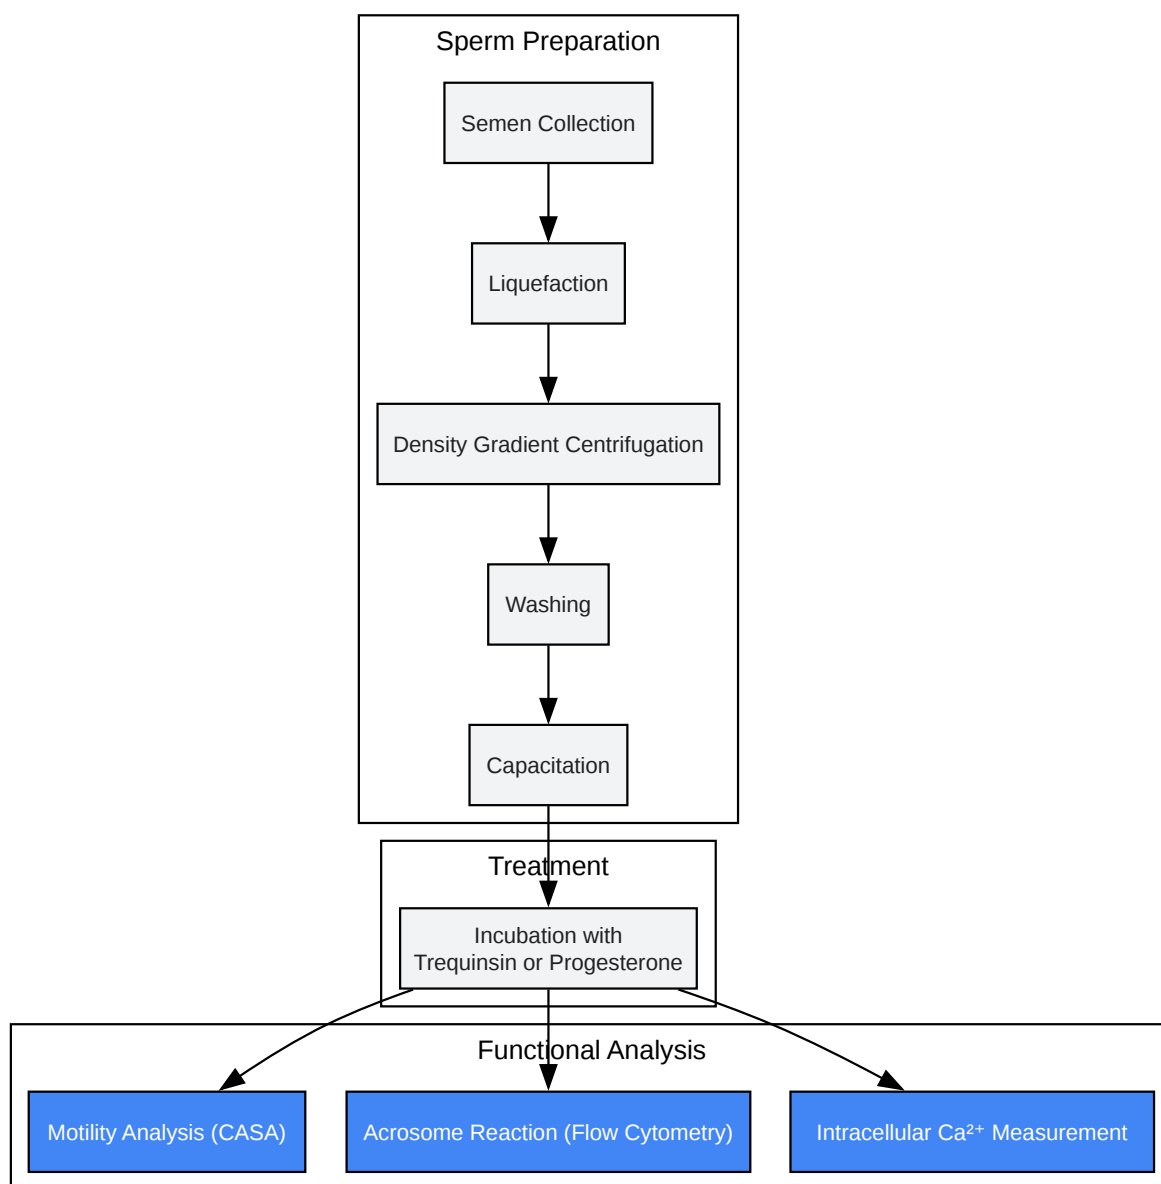 Sperm Preparation
Semen Collection
Liquefaction
Density Gradient Centrifugation
Washing
Capacitation
Treatment
Incubation with
Trequinsin or Progesterone
Functional Analysis
Motility Analysis (CASA)
Acrosome Reaction (Flow Cytometry)
Intracellular Ca²⁺ Measurement